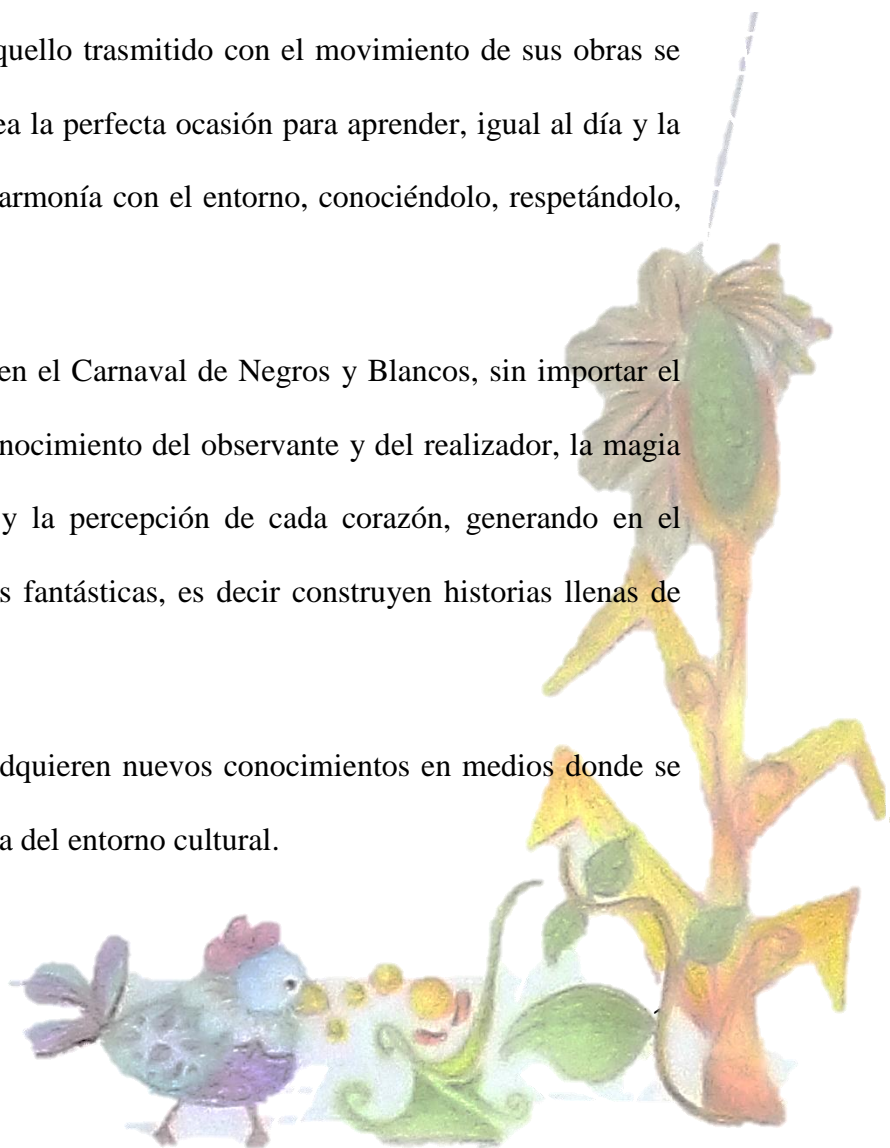 quello trasmitido con el movimiento de sus obras se
ea la perfecta ocasión para aprender, igual al día y la
armonía con el entorno, conociéndolo, respetándolo,
en el Carnaval de Negros y Blancos, sin importar el
nocimiento del observante y del realizador, la magia
y la percepción de cada corazón, generando en el
s fantásticas, es decir construyen historias llenas de
dquieren nuevos conocimientos en medios donde se
a del entorno cultural.